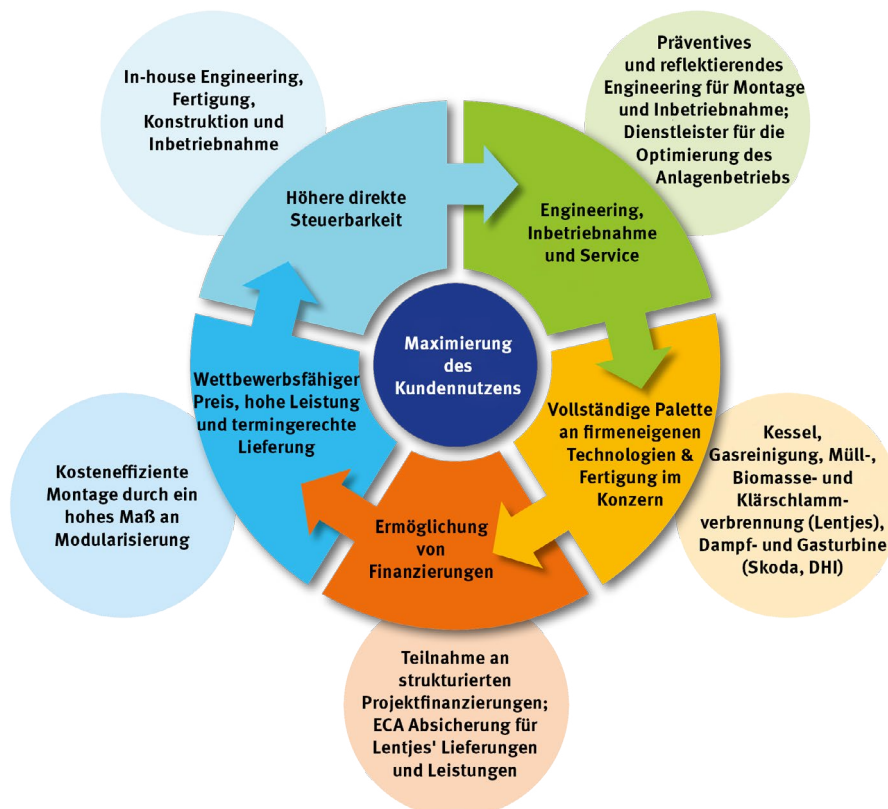 In-house Engineering,
Fertigung,
Konstruktion und
Inbetriebnahme
Präventives
und reflektierendes
Engineering für Montage
und Inbetriebnahme;
Dienstleister für die
Optimierung des
Anlagenbetriebs
Höhere direkte
Steuerbarkeit
Engineering,
Inbetriebnahme
und Service
Maximierung
des
Kundennutzens
Wettbewerbsfähiger
Preis, hohe Leistung
und termingerechte
Lieferung
Vollständige Palette
an firmeneigenen
Technologien &
Fertigung im
Konzern
Kosteneffiziente
Montage durch ein
hohes Maß an
Modularisierung
Kessel,
Gasreinigung, Müll-,
Biomasse- und
Klärschlamm-
verbrennung (Lentjes),
Dampf- und Gasturbine
(Skoda, DHI)
Ermöglichung
von
Finanzierungen
Teilnahme an
strukturierten
Projektfinanzierungen;
ECA Absicherung für
Lentjes' Lieferungen
und Leistungen